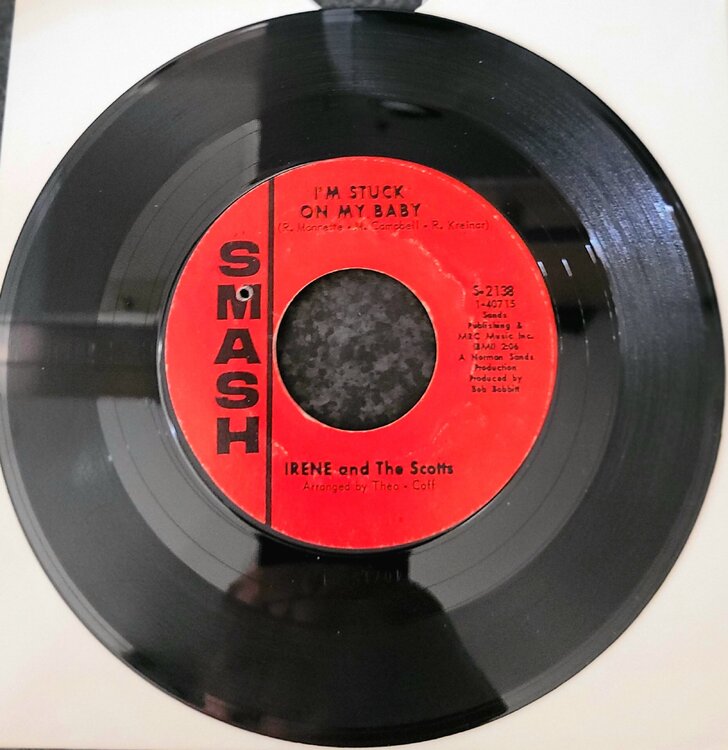 I'M STUCK
ON MY BABY
(R. Monnette • M. Campbell • R. Kreinar)
SMASH
S-2138
1-40715
Sands
Publishing &
MRC Music Inc.
(BMI) 2:06
A Norman Sands
Production
Produced by
Bob Babbitt
IRENE and The Scotts
Arranged by Theo - Coff